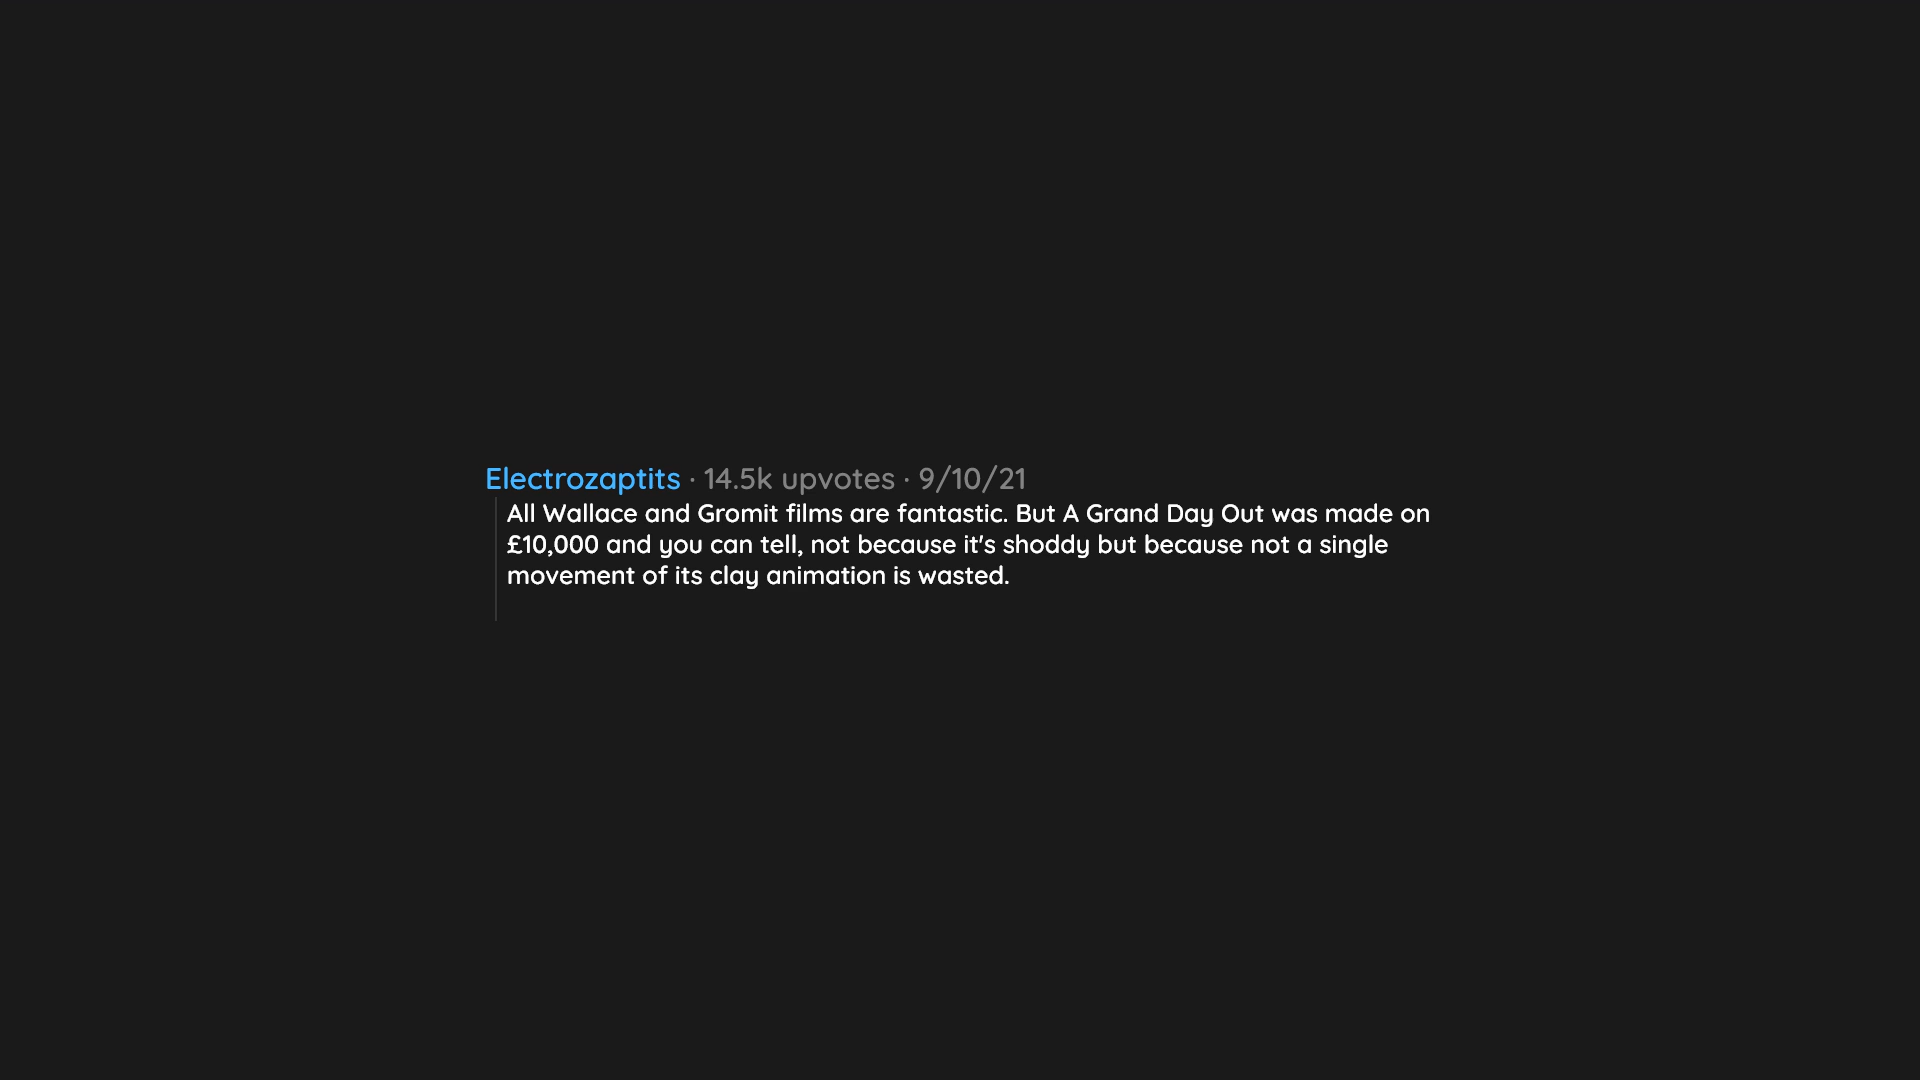 Electrozaptits · 14.5k upvotes · 9/10/21
All Wallace and Gromit films are fantastic. But A Grand Day Out was made on
£10,000 and you can tell, not because it's shoddy but because not a single
movement of its clay animation is wasted.